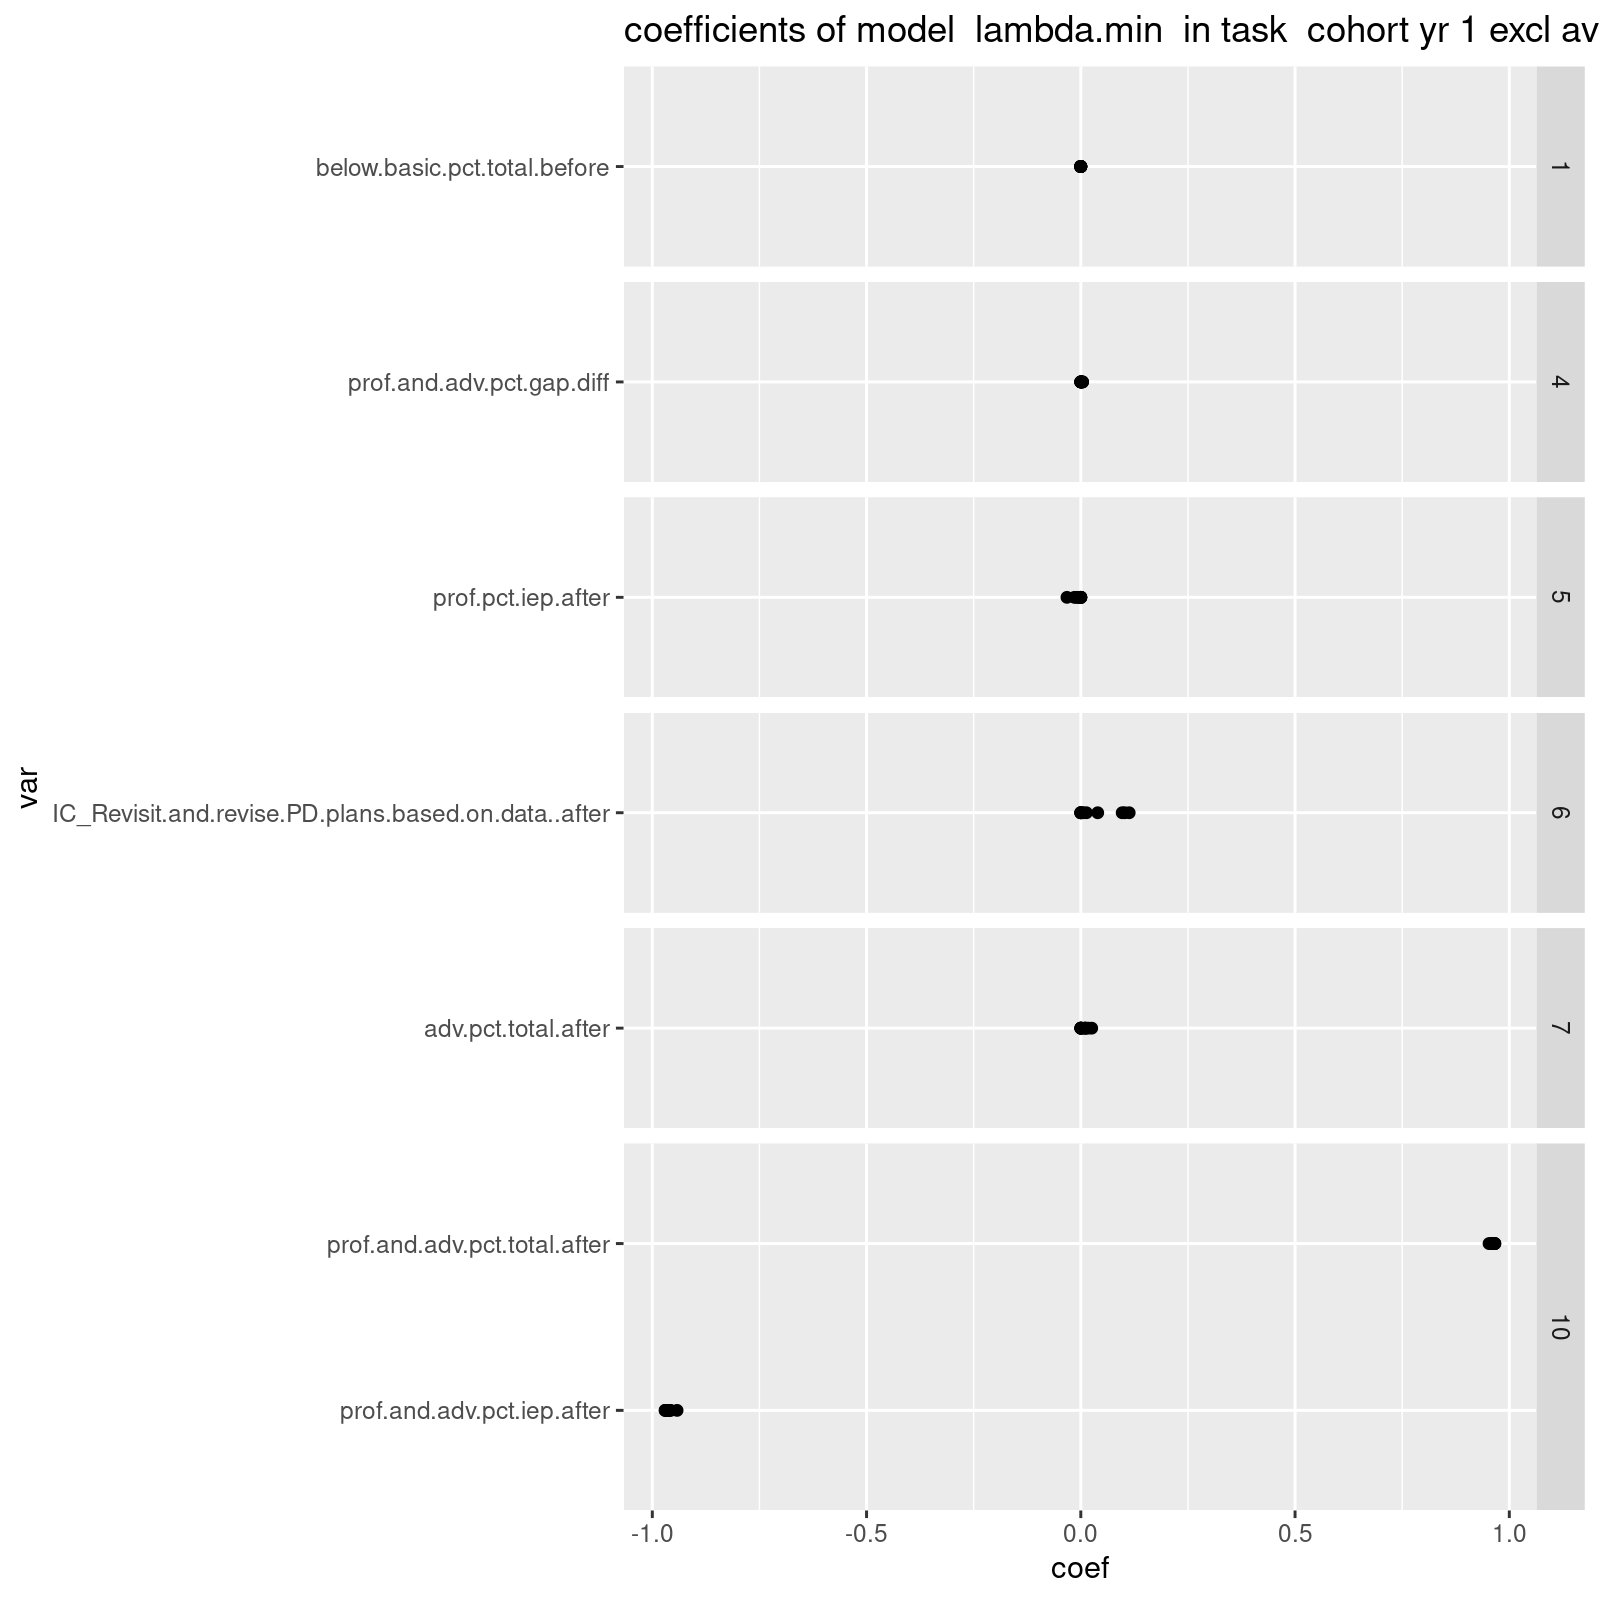 coefficients of model  lambda.min  in task  cohort yr 1 excl av
below.basic.pct.total.before
1
prof.and.adv.pct.gap.diff
4
prof.pct.iep.after
5
var
IC_Revisit.and.revise.PD.plans.based.on.data..after
6
adv.pct.total.after
7
prof.and.adv.pct.total.after
10
prof.and.adv.pct.iep.after
-1.0 -0.5 0.0 0.5 1.0
coef